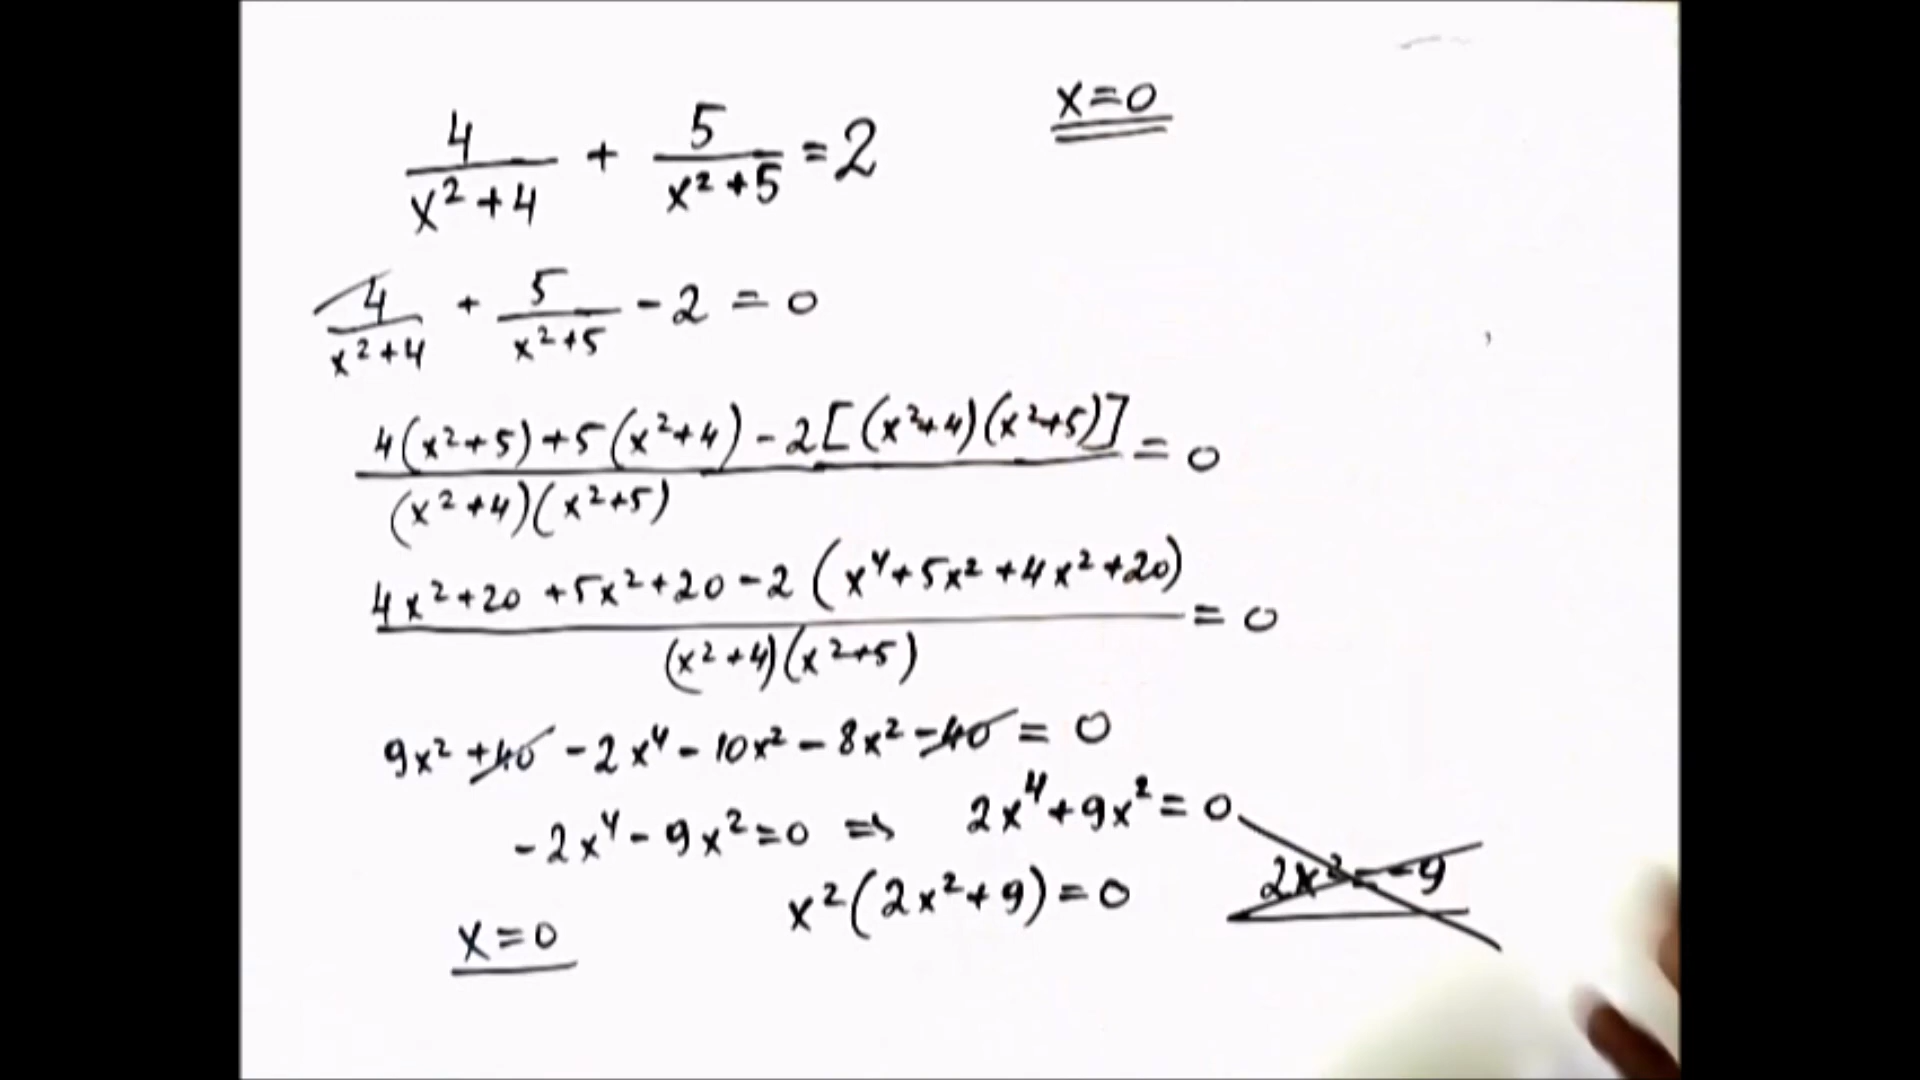 4/(x²+4) + 5/(x²+5) = 2
x=0
4/(x²+4) + 5/(x²+5) - 2 = 0
(4(x²+5)+5(x²+4)-2[(x²+4)(x²+5)])/((x²+4)(x²+5)) = 0
(4x²+20+5x²+20-2(x⁴+5x²+4x²+20))/((x²+4)(x²+5)) = 0
9x²+40-2x⁴-10x²-8x²-40 = 0
-2x⁴-9x²=0 ⇒ 2x⁴+9x²=0
x²(2x²+9)=0
2x²=-9
x=0